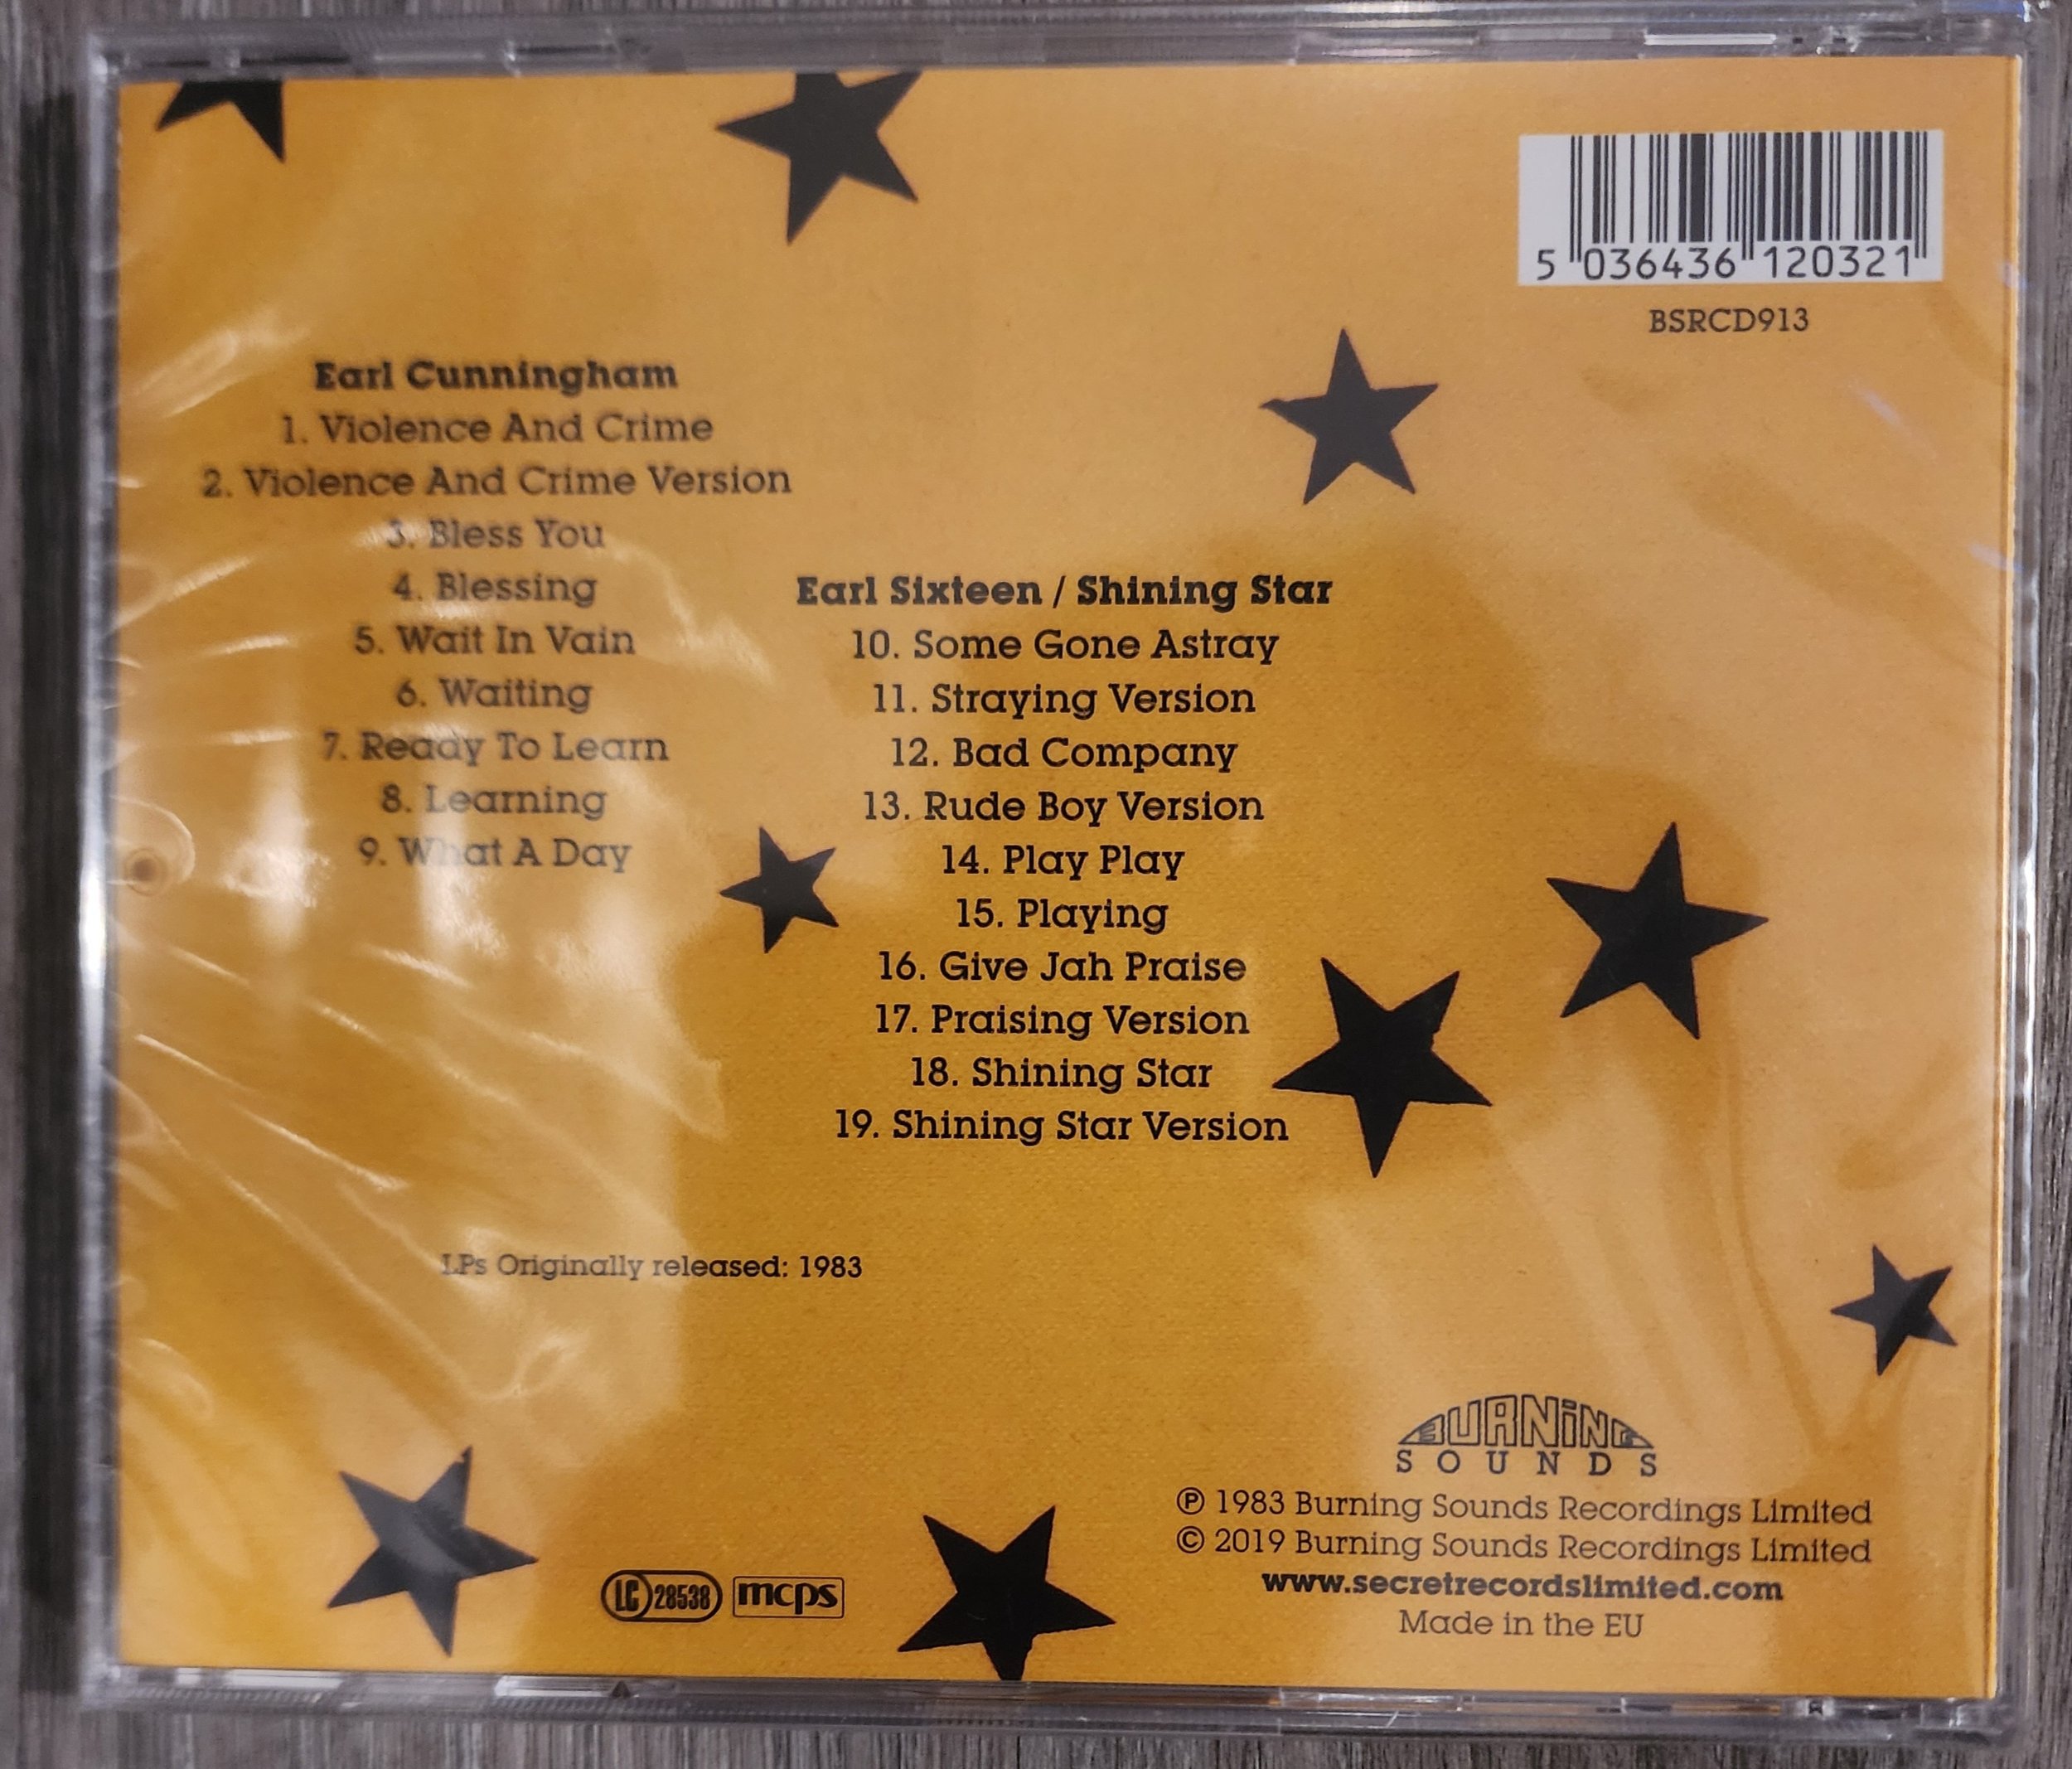 5 036436 120321
BSRCD913
Earl Cunningham
1. Violence And Crime
2. Violence And Crime Version
3. Bless You
4. Blessing
5. Wait In Vain
6. Waiting
7. Ready To Learn
8. Learning
9. What A Day
Earl Sixteen / Shining Star
10. Some Gone Astray
11. Straying Version
12. Bad Company
13. Rude Boy Version
14. Play Play
15. Playing
16. Give Jah Praise
17. Praising Version
18. Shining Star
19. Shining Star Version
LPs Originally released: 1983
LC 28538 mcps
BURNING
SOUNDS
℗ 1983 Burning Sounds Recordings Limited
© 2019 Burning Sounds Recordings Limited
www.secretrecordslimited.com
Made in the EU